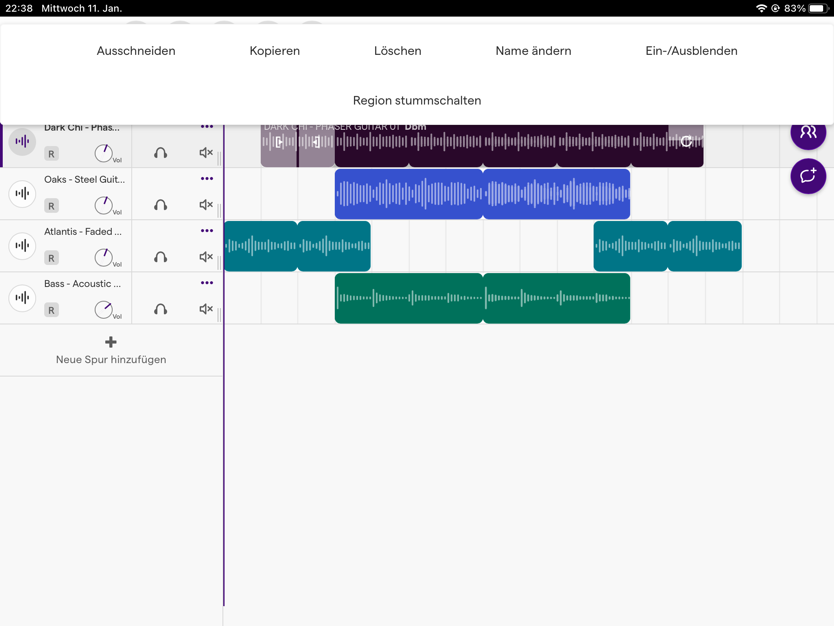 22:38 Mittwoch 11. Jan.
83%
Ausschneiden Kopieren Löschen Name ändern Ein-/Ausblenden
Region stummschalten
Dark Chi - Phas...
DARK CHI - PHASER GUITAR 01 Dbm
R
Vol
Oaks - Steel Guit...
R
Vol
Atlantis - Faded ...
R
Vol
Bass - Acoustic ...
R
Vol
Neue Spur hinzufügen